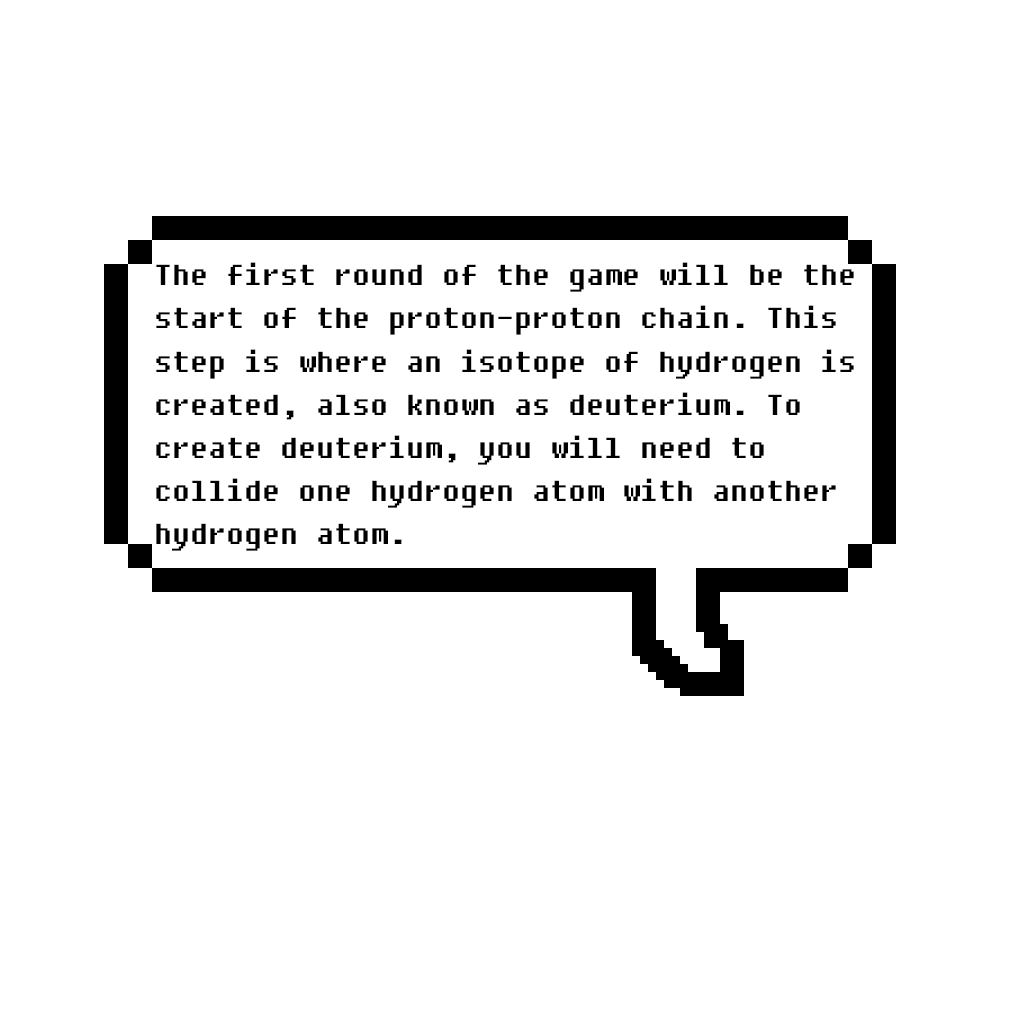 The first round of the game will be the
start of the proton-proton chain. This
step is where an isotope of hydrogen is
created, also known as deuterium. To
create deuterium, you will need to
collide one hydrogen atom with another
hydrogen atom.